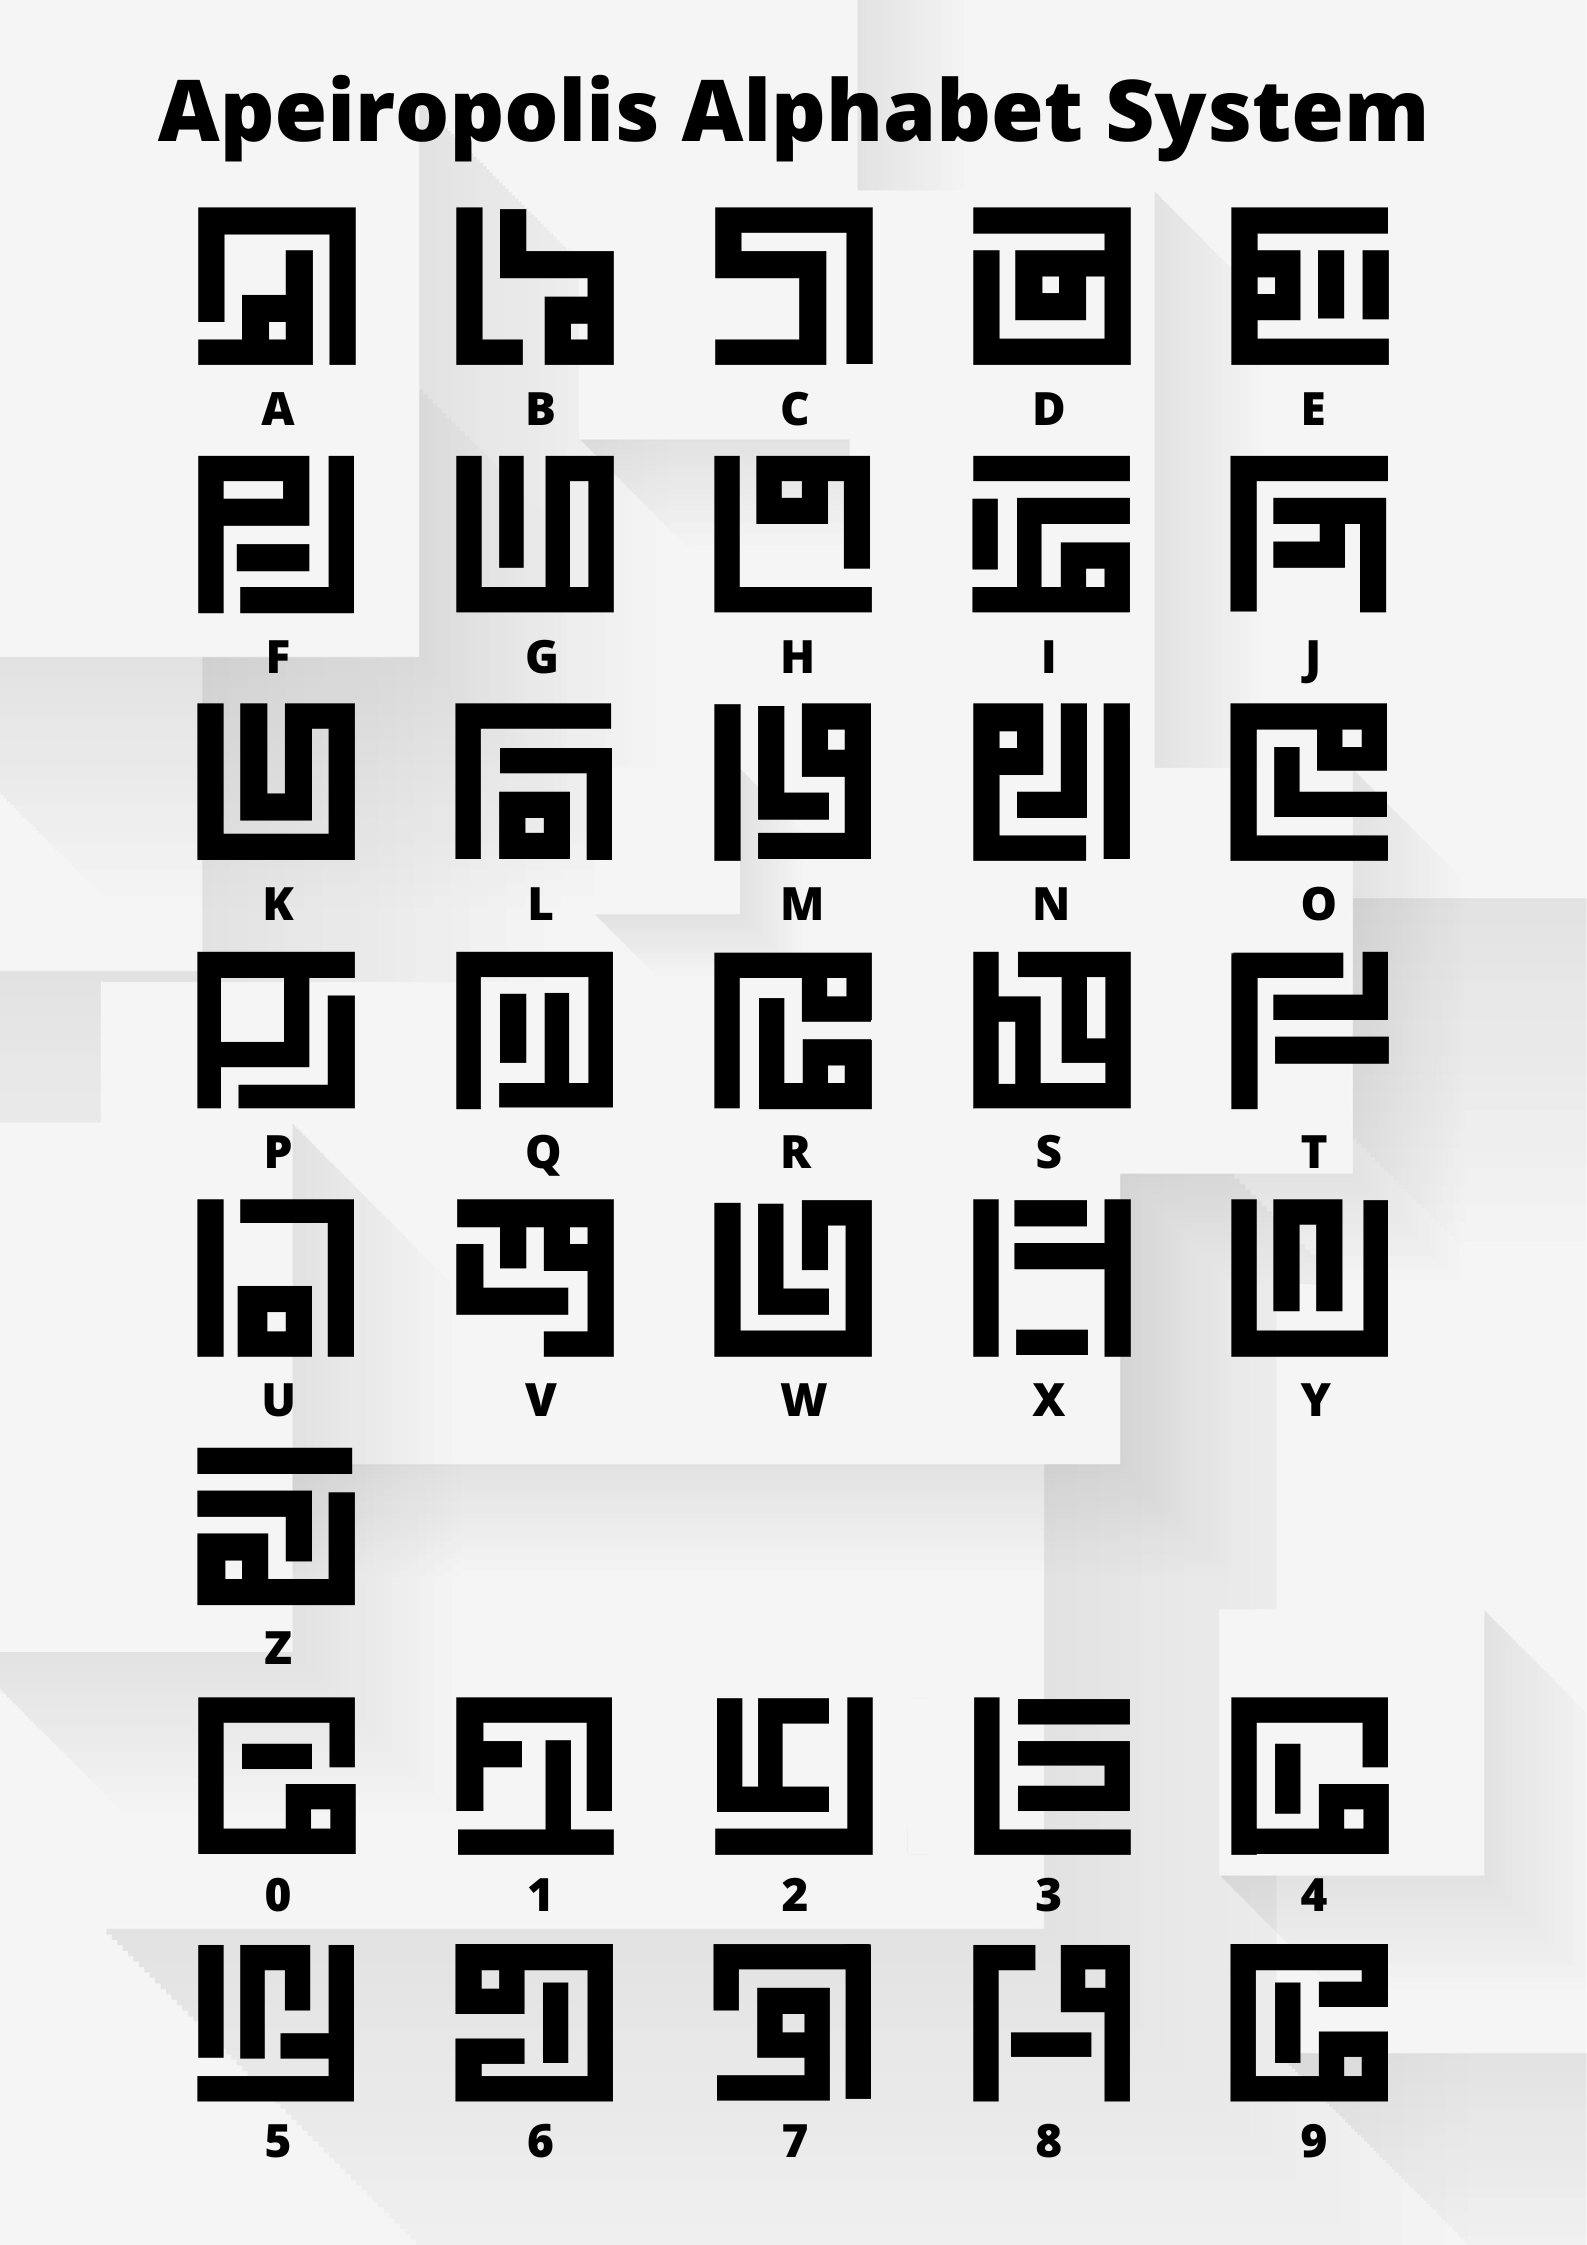 Apeiropolis Alphabet System
A B C D E
F G H I J
K L M N O
P Q R S T
U V W X Y
Z
0 1 2 3 4
5 6 7 8 9